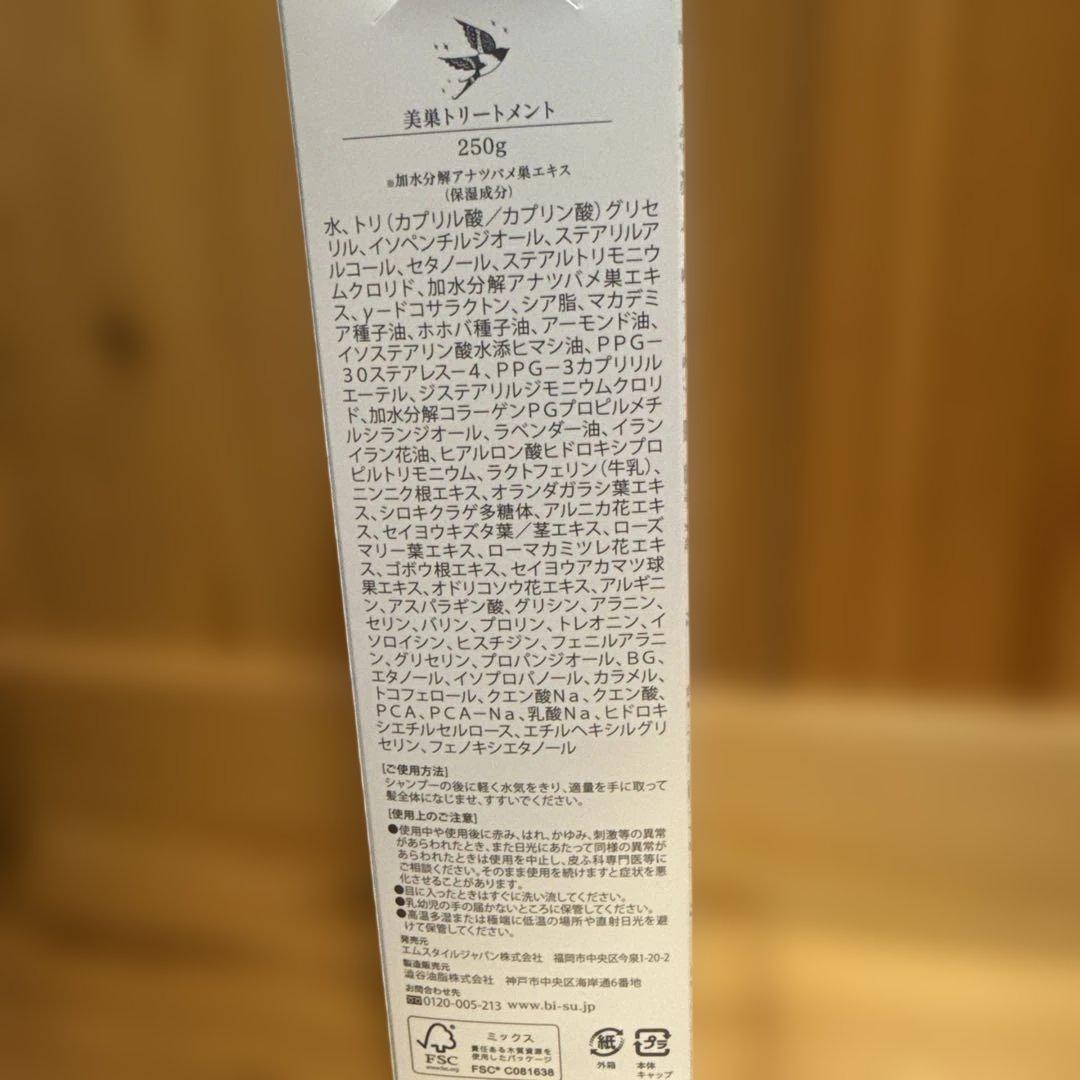 美巣トリートメント
250g
※加水分解アナツバメ巣エキス
(保湿成分)
水、トリ(カプリル酸／カプリン酸)グリセ
リル、イソペンチルジオール、ステアリルア
ルコール、セタノール、ステアルトリモニウ
ムクロリド、加水分解アナツバメ巣エキ
ス、γードコサラクトン、シア脂、マカデミ
ア種子油、ホホバ種子油、アーモンド油、
イソステアリン酸水添ヒマシ油、PPG－
30ステアレス－4、PPG－3カプリリル
エーテル、ジステアリルジモニウムクロリ
ド、加水分解コラーゲンPGプロピルメチ
ルシランジオール、ラベンダー油、イラン
イラン花油、ヒアルロン酸ヒドロキシプロ
ピルトリモニウム、ラクトフェリン(牛乳)、
ニンニク根エキス、オランダガラシ葉エキ
ス、シロキクラゲ多糖体、アルニカ花エキ
ス、セイヨウキズタ葉／茎エキス、ローズ
マリー葉エキス、ローマカミツレ花エキ
ス、ゴボウ根エキス、セイヨウアカマツ球
果エキス、オドリコソウ花エキス、アルギニ
ン、アスパラギン酸、グリシン、アラニン、
セリン、バリン、プロリン、トレオニン、イ
ソロイシン、ヒスチジン、フェニルアラニ
ン、グリセリン、プロパンジオール、BG、
エタノール、イソプロパノール、カラメル、
トコフェロール、クエン酸Na、クエン酸、
PCA、PCA－Na、乳酸Na、ヒドロキ
シエチルセルロース、エチルヘキシルグリ
セリン、フェノキシエタノール
[ご使用方法]
シャンプーの後に軽く水気をきり、適量を手に取って
髪全体になじませ、すすいでください。
[使用上のご注意]
●使用中や使用後に赤み、はれ、かゆみ、刺激等の異常
があらわれたとき、また日光にあたって同様の異常が
あらわれたときは使用を中止し、皮ふ科専門医等に
ご相談ください。そのまま使用を続けますと症状を悪
化させることがあります。
●目に入ったときはすぐに洗い流してください。
●乳幼児の手の届かないところに保管してください。
●高温多湿または極端に低温の場所や直射日光を避
けて保管してください。
発売元
エムスタイルジャパン株式会社 福岡市中央区今泉1-20-2
製造販売元
澁谷油脂株式会社 神戸市中央区海岸通6番地
お問合わせ先
0120-005-213 www.bi-su.jp
FSC
www.fsc.org
ミックス
責任ある木質資源を
使用したパッケージ
FSC® C081638
紙
外箱
プラ
本体
キャップ